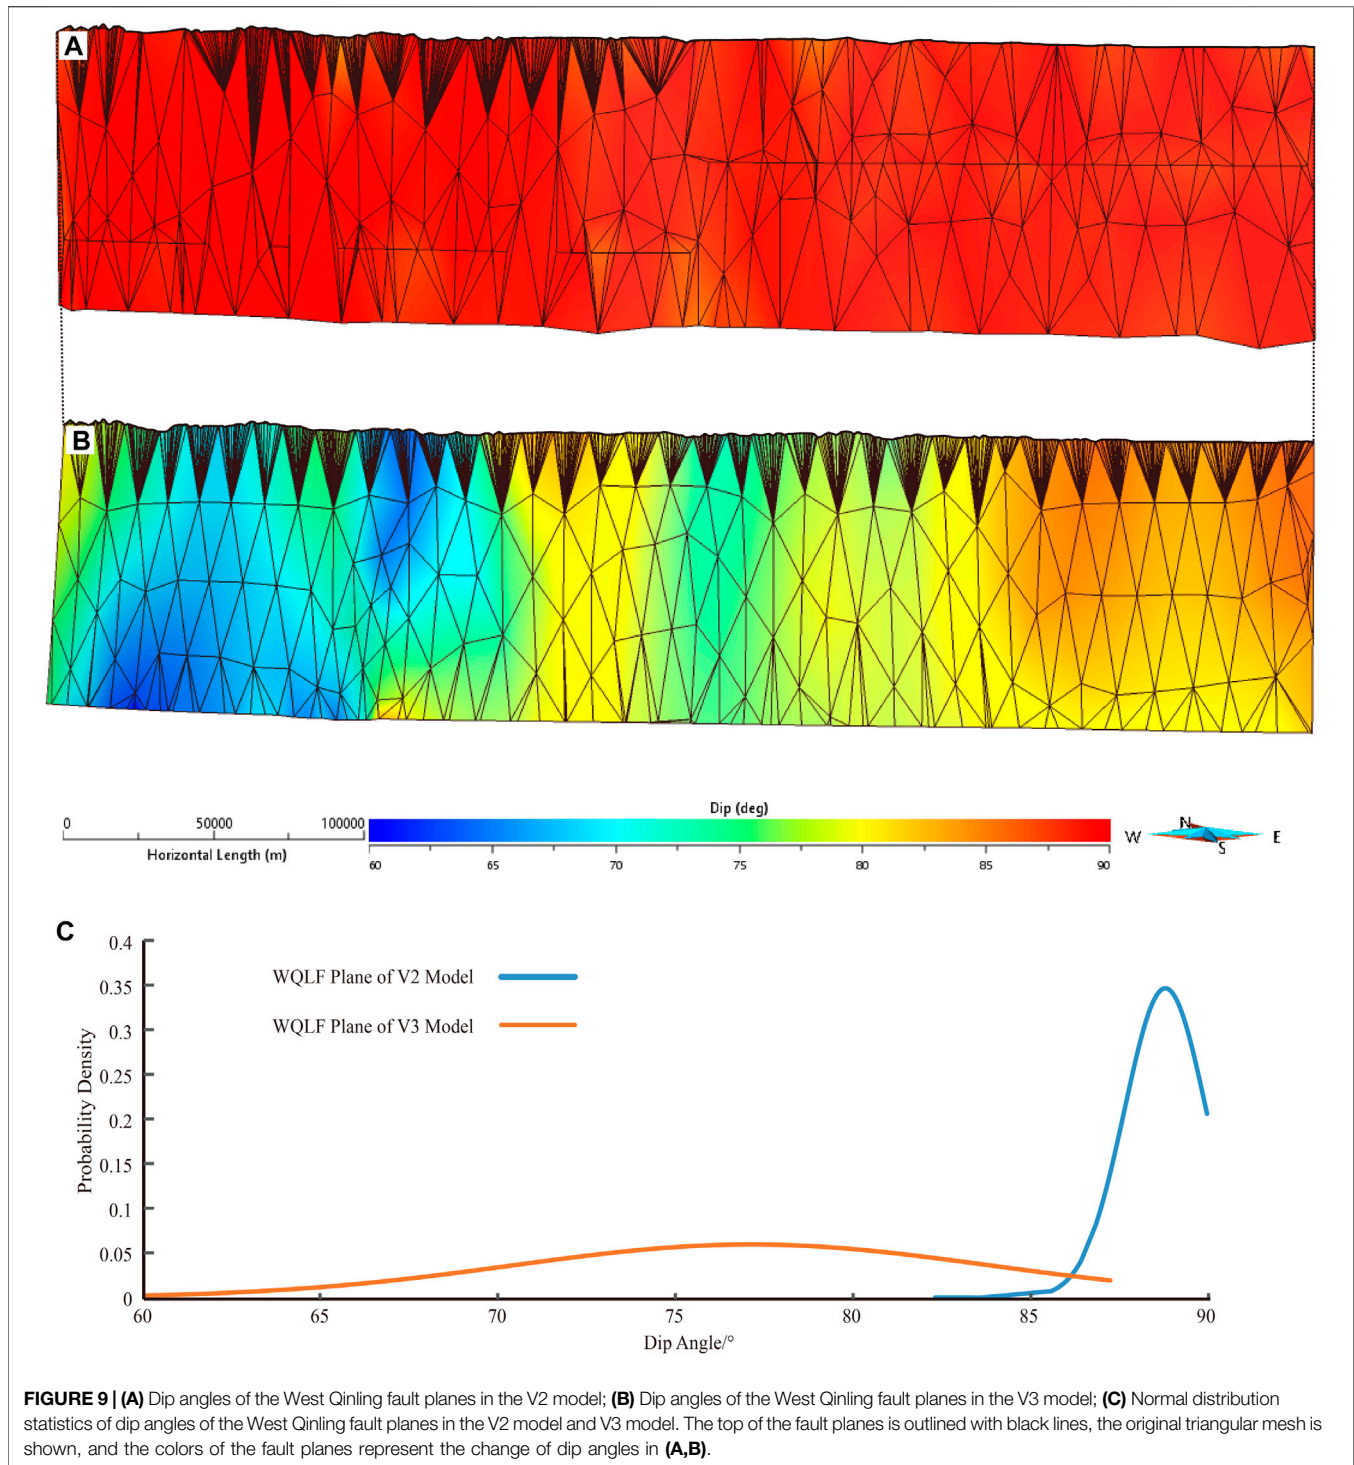 A
B
0 50000 100000
Horizontal Length (m)
Dip (deg)
60 65 70 75 80 85 90
N
W E
S
C
0.4
0.35
0.3
0.25
0.2
0.15
0.1
0.05
0
Probability Density
WQLF Plane of V2 Model
WQLF Plane of V3 Model
60 65 70 75 80 85 90
Dip Angle/°
FIGURE 9 | (A) Dip angles of the West Qinling fault planes in the V2 model; (B) Dip angles of the West Qinling fault planes in the V3 model; (C) Normal distribution
statistics of dip angles of the West Qinling fault planes in the V2 model and V3 model. The top of the fault planes is outlined with black lines, the original triangular mesh is
shown, and the colors of the fault planes represent the change of dip angles in (A,B).